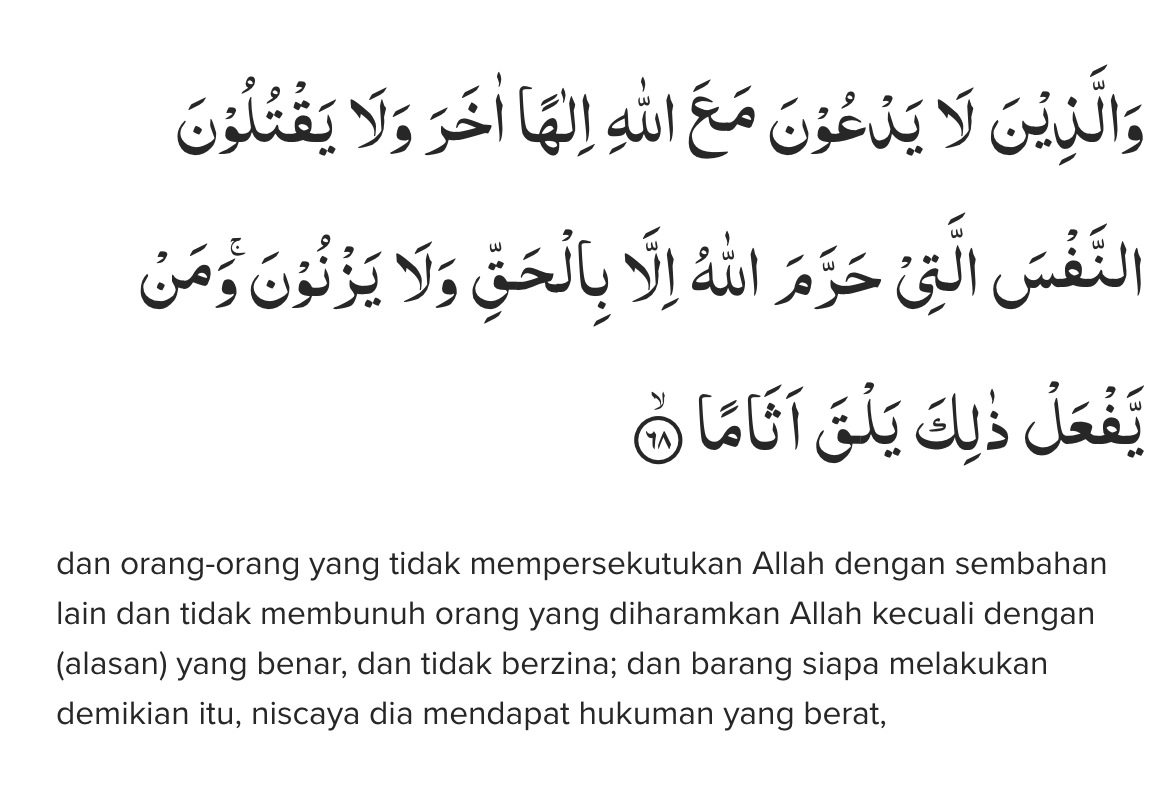 وَالَّذِيْنَ لَا يَدْعُوْنَ مَعَ اللّٰهِ اِلٰهًا اٰخَرَ وَلَا يَقْتُلُوْنَ
النَّفْسَ الَّتِيْ حَرَّمَ اللّٰهُ اِلَّا بِالْحَقِّ وَلَا يَزْنُوْنَۚ وَمَنْ
يَّفْعَلْ ذٰلِكَ يَلْقَ اَثَامًا ۙ ٦٨
dan orang-orang yang tidak mempersekutukan Allah dengan sembahan
lain dan tidak membunuh orang yang diharamkan Allah kecuali dengan
(alasan) yang benar, dan tidak berzina; dan barang siapa melakukan
demikian itu, niscaya dia mendapat hukuman yang berat,